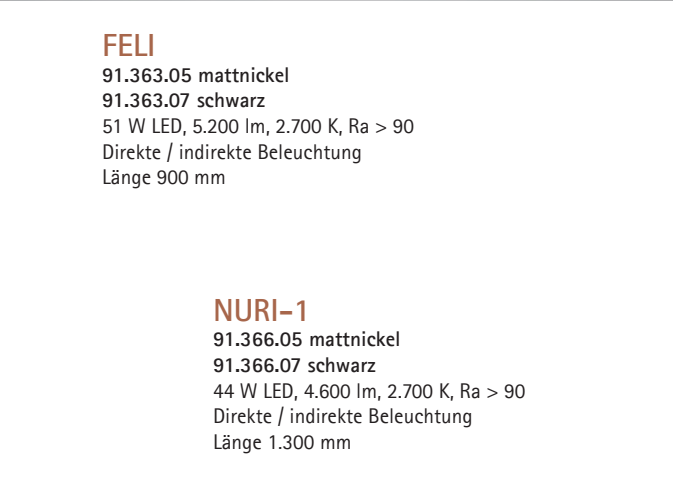 FELI
91.363.05 mattnickel
91.363.07 schwarz
51 W LED, 5.200 lm, 2.700 K, Ra > 90
Direkte / indirekte Beleuchtung
Länge 900 mm
NURI-1
91.366.05 mattnickel
91.366.07 schwarz
44 W LED, 4.600 lm, 2.700 K, Ra > 90
Direkte / indirekte Beleuchtung
Länge 1.300 mm